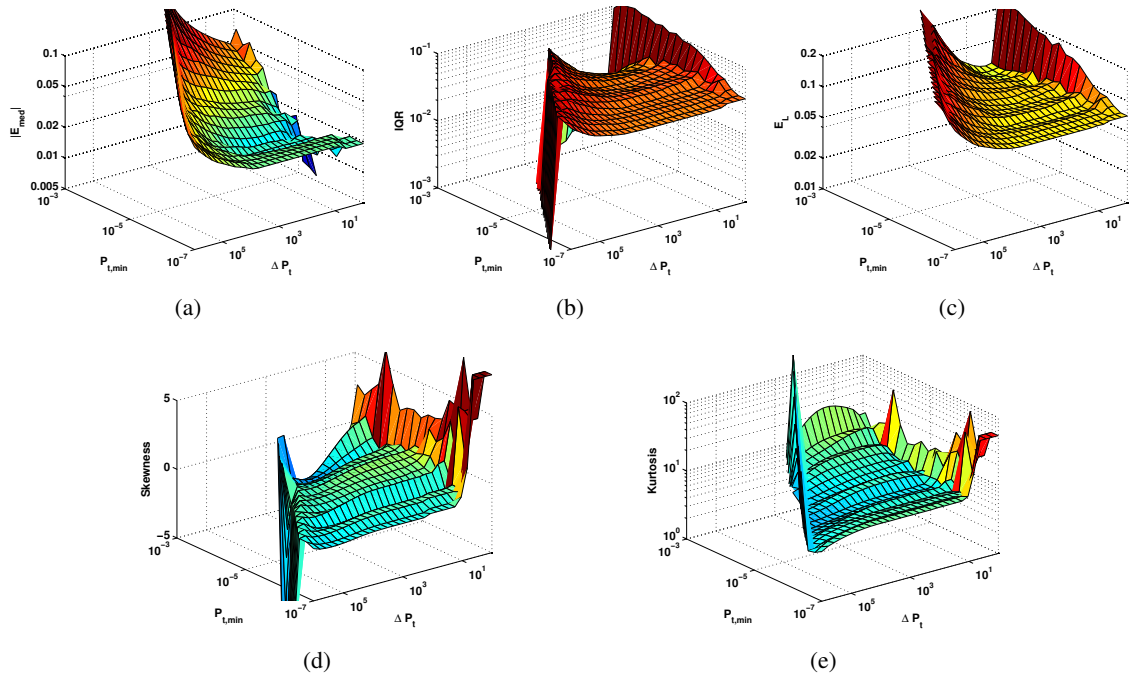 0.1
0.05
0.02
0.01
0.005
|E_med|
10^-3
10^-5
10^-7
P_t,min
10^5
10^3
10^1
Δ P_t
(a)
10^-1
10^-2
10^-3
IQR
10^-3
10^-5
10^-7
P_t,min
10^5
10^3
10^1
Δ P_t
(b)
0.2
0.1
0.05
0.02
0.01
E_L
10^-3
10^-5
10^-7
P_t,min
10^5
10^3
10^1
Δ P_t
(c)
5
0
−5
Skewness
10^-3
10^-5
10^-7
P_t,min
10^5
10^3
10^1
Δ P_t
(d)
10^2
10^1
10^0
Kurtosis
10^-3
10^-5
10^-7
P_t,min
10^5
10^3
10^1
Δ P_t
(e)